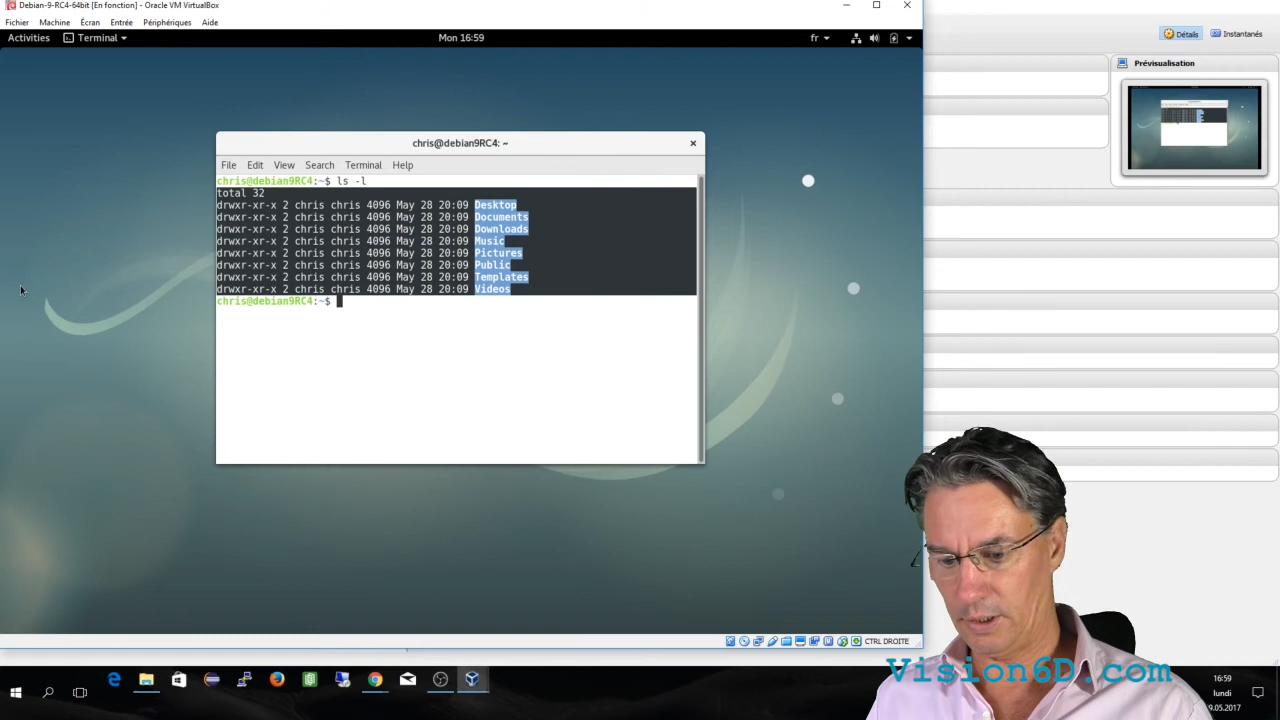 Debian-9-RC4-64bit [En fonction] - Oracle VM VirtualBox
Fichier Machine Écran Entrée Périphériques Aide
Activities Terminal Mon 16:59 fr
Détails Instantanés
Prévisualisation
chris@debian9RC4: ~
File Edit View Search Terminal Help
chris@debian9RC4:~$ ls -l
total 32
drwxr-xr-x 2 chris chris 4096 May 28 20:09 Desktop
drwxr-xr-x 2 chris chris 4096 May 28 20:09 Documents
drwxr-xr-x 2 chris chris 4096 May 28 20:09 Downloads
drwxr-xr-x 2 chris chris 4096 May 28 20:09 Music
drwxr-xr-x 2 chris chris 4096 May 28 20:09 Pictures
drwxr-xr-x 2 chris chris 4096 May 28 20:09 Public
drwxr-xr-x 2 chris chris 4096 May 28 20:09 Templates
drwxr-xr-x 2 chris chris 4096 May 28 20:09 Videos
chris@debian9RC4:~$
CTRL DROITE
Vision6D.com
16:59
lundi
9.05.2017